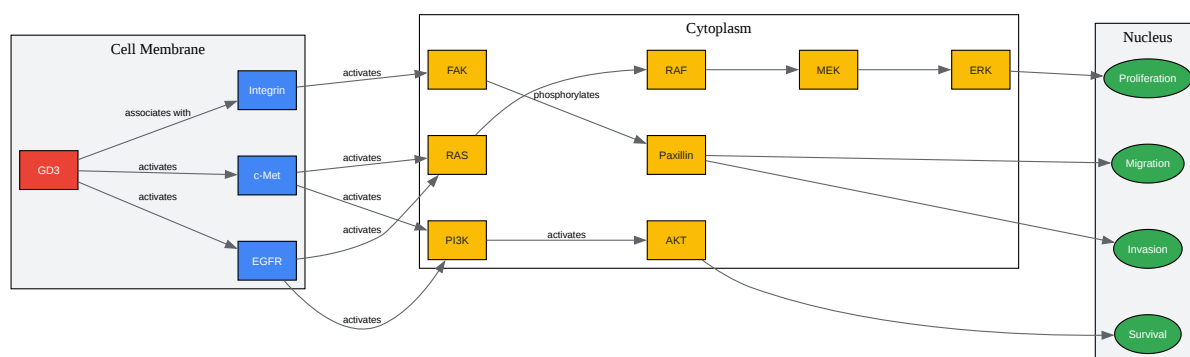 Cell Membrane
GD3
associates with
activates
activates
Integrin
c-Met
EGFR
activates
activates
activates
activates
activates
Cytoplasm
FAK
RAS
PI3K
phosphorylates
activates
RAF
Paxillin
AKT
MEK
ERK
Nucleus
Proliferation
Migration
Invasion
Survival